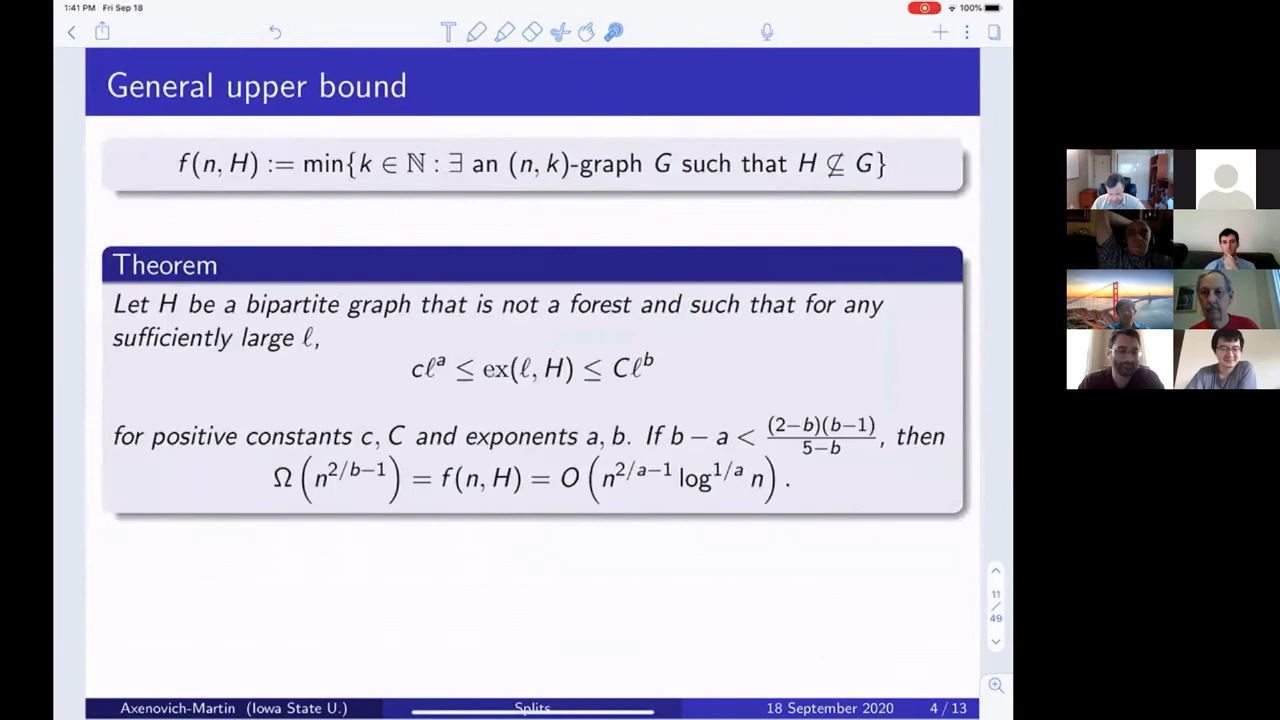 1:41 PM Fri Sep 18
100%
General upper bound
f(n, H) := min{k ∈ ℕ : ∃ an (n, k)-graph G such that H ⊈ G}
Theorem
Let H be a bipartite graph that is not a forest and such that for any
sufficiently large ℓ,
cℓ^a ≤ ex(ℓ, H) ≤ Cℓ^b
for positive constants c, C and exponents a, b. If b − a < (2−b)(b−1)/5−b, then
Ω(n^{2/b−1}) = f(n, H) = O(n^{2/a−1} log^{1/a} n).
11
/
49
Axenovich-Martin (Iowa State U.)
Splits
18 September 2020
4 / 13